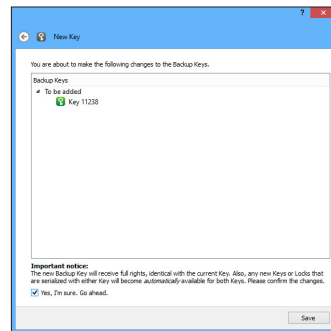 New Key
You are about to make the following changes to the Backup Keys.
Backup Keys
To be added
Key 11238
Important notice:
The new Backup Key will receive full rights, identical with the current Key. Also, any new Keys or Locks that
are serialized with either Key will become automatically available for both Keys. Please confirm the changes.
Yes, I'm sure. Go ahead.
Save